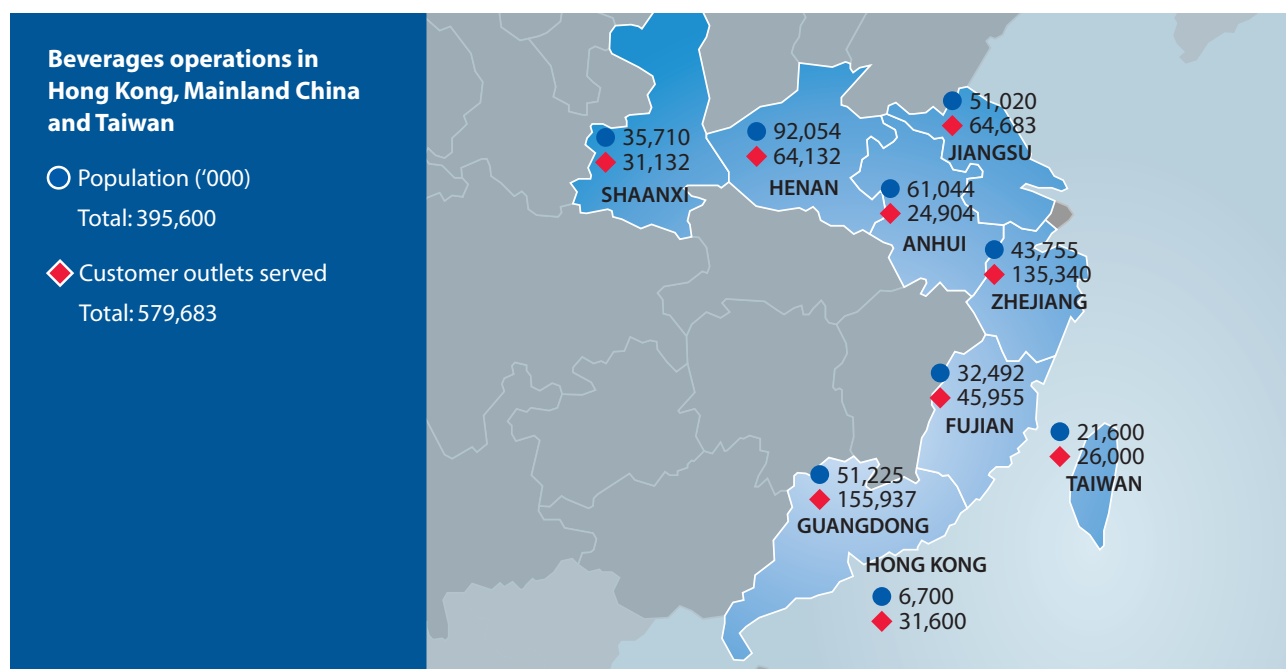 Beverages operations in
Hong Kong, Mainland China
and Taiwan
Population (‘000)
Total: 395,600
Customer outlets served
Total: 579,683
51,020
64,683
JIANGSU
35,710
31,132
SHAANXI
92,054
64,132
HENAN
61,044
24,904
ANHUI
43,755
135,340
ZHEJIANG
32,492
45,955
FUJIAN
21,600
26,000
TAIWAN
51,225
155,937
GUANGDONG
HONG KONG
6,700
31,600